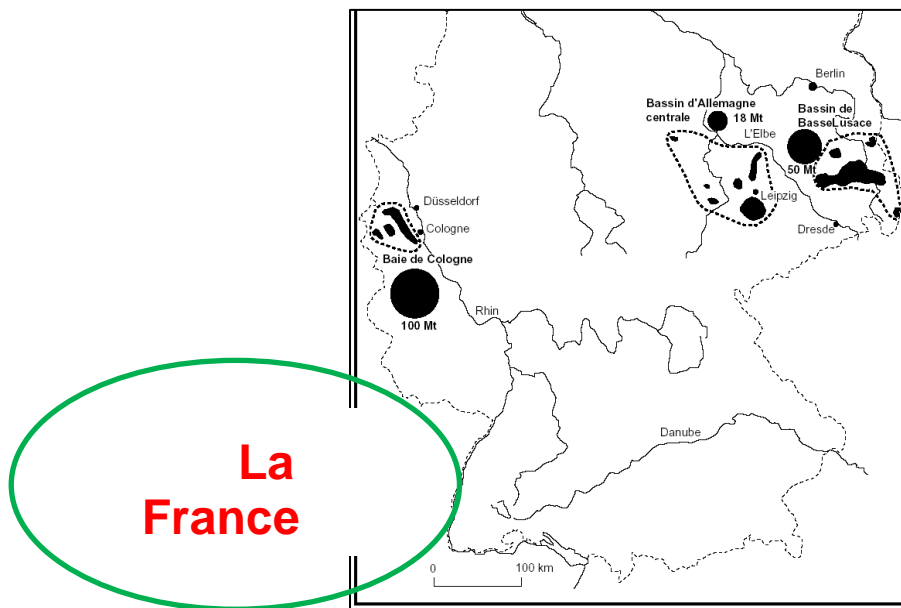 Berlin
Bassin d'Allemagne
centrale
18 Mt
Bassin de
BasseLusace
L'Elbe
50 Mt
Leipzig
Düsseldorf
Cologne
Dresde
Baie de Cologne
Rhin
100 Mt
Danube
La
France
0 100 km